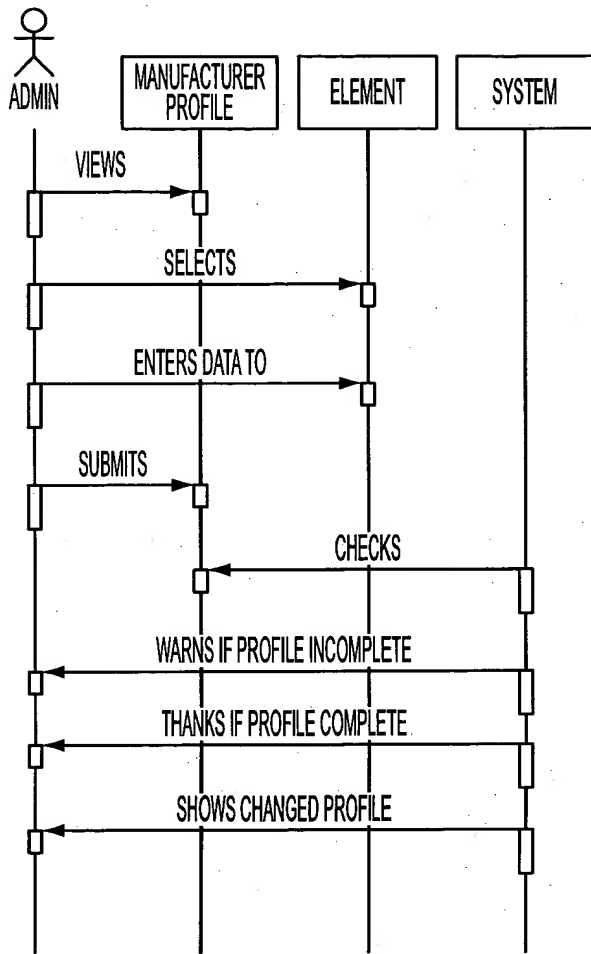 ADMIN
MANUFACTURER
PROFILE
ELEMENT
SYSTEM
VIEWS
SELECTS
ENTERS DATA TO
SUBMITS
CHECKS
WARNS IF PROFILE INCOMPLETE
THANKS IF PROFILE COMPLETE
SHOWS CHANGED PROFILE